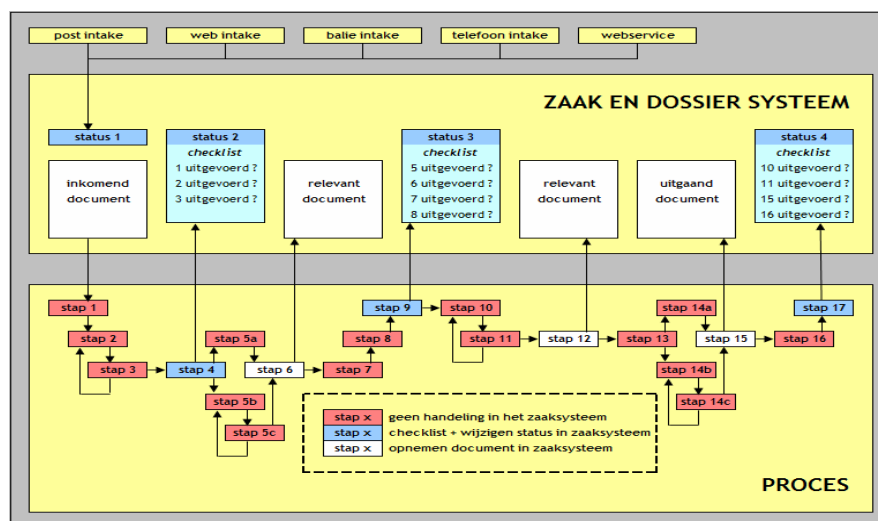 post intake
web intake
balie intake
telefoon intake
webservice
ZAAK EN DOSSIER SYSTEEM
status 1
inkomend
document
status 2
checklist
1 uitgevoerd ?
2 uitgevoerd ?
3 uitgevoerd ?
relevant
document
status 3
checklist
5 uitgevoerd ?
6 uitgevoerd ?
7 uitgevoerd ?
8 uitgevoerd ?
relevant
document
uitgaand
document
status 4
checklist
10 uitgevoerd ?
11 uitgevoerd ?
15 uitgevoerd ?
16 uitgevoerd ?
stap 1
stap 2
stap 3
stap 4
stap 5a
stap 5b
stap 5c
stap 6
stap 7
stap 8
stap 9
stap 10
stap 11
stap 12
stap 13
stap 14a
stap 14b
stap 14c
stap 15
stap 16
stap 17
stap x geen handeling in het zaaksysteem
stap x checklist + wijzigen status in zaaksysteem
stap x opnemen document in zaaksysteem
PROCES